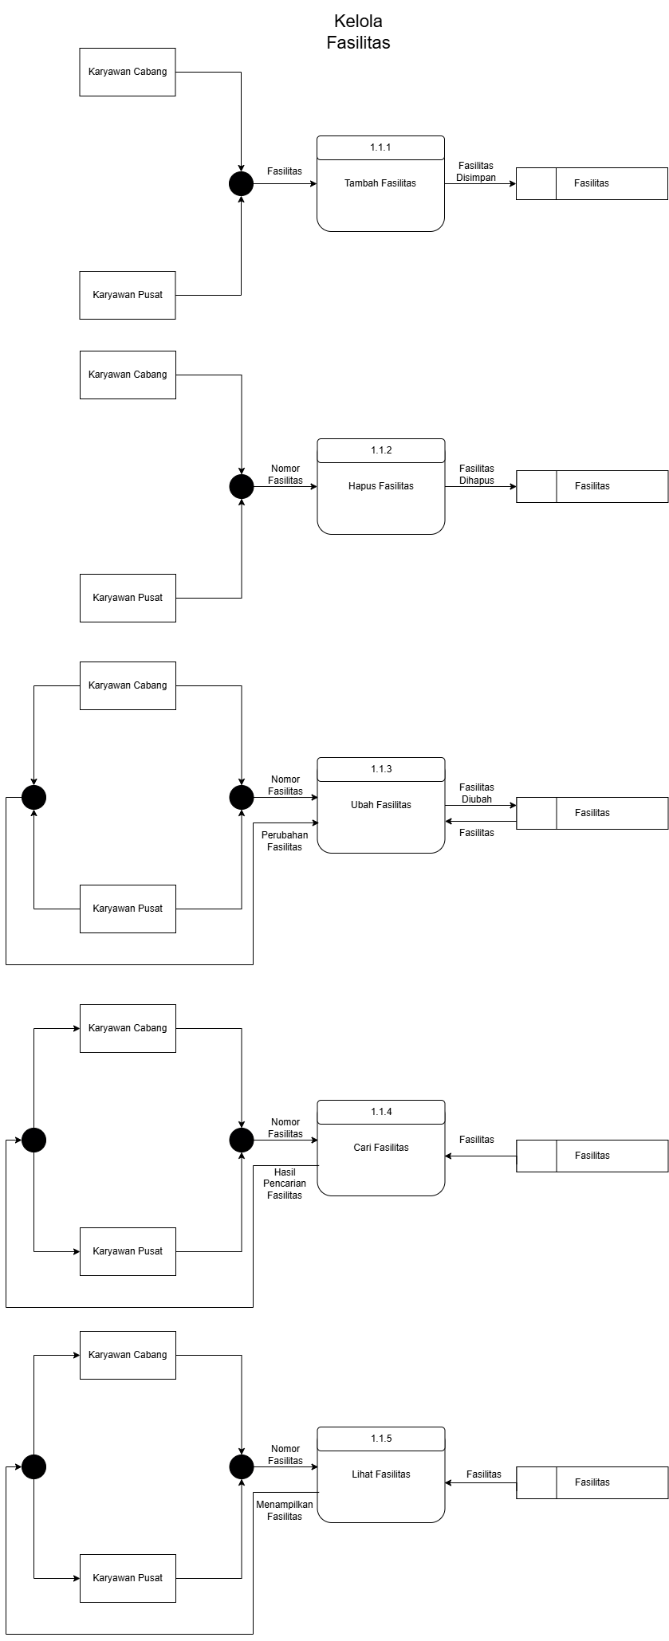 Kelola
Fasilitas
Karyawan Cabang
1.1.1
Fasilitas
Tambah Fasilitas
Fasilitas
Disimpan
Fasilitas
Karyawan Pusat
Karyawan Cabang
1.1.2
Nomor
Fasilitas
Hapus Fasilitas
Fasilitas
Dihapus
Fasilitas
Karyawan Pusat
Karyawan Cabang
1.1.3
Nomor
Fasilitas
Ubah Fasilitas
Fasilitas
Diubah
Fasilitas
Perubahan
Fasilitas
Fasilitas
Karyawan Pusat
Karyawan Cabang
1.1.4
Nomor
Fasilitas
Cari Fasilitas
Fasilitas
Fasilitas
Hasil
Pencarian
Fasilitas
Karyawan Pusat
Karyawan Cabang
1.1.5
Nomor
Fasilitas
Lihat Fasilitas
Fasilitas
Fasilitas
Menampilkan
Fasilitas
Karyawan Pusat